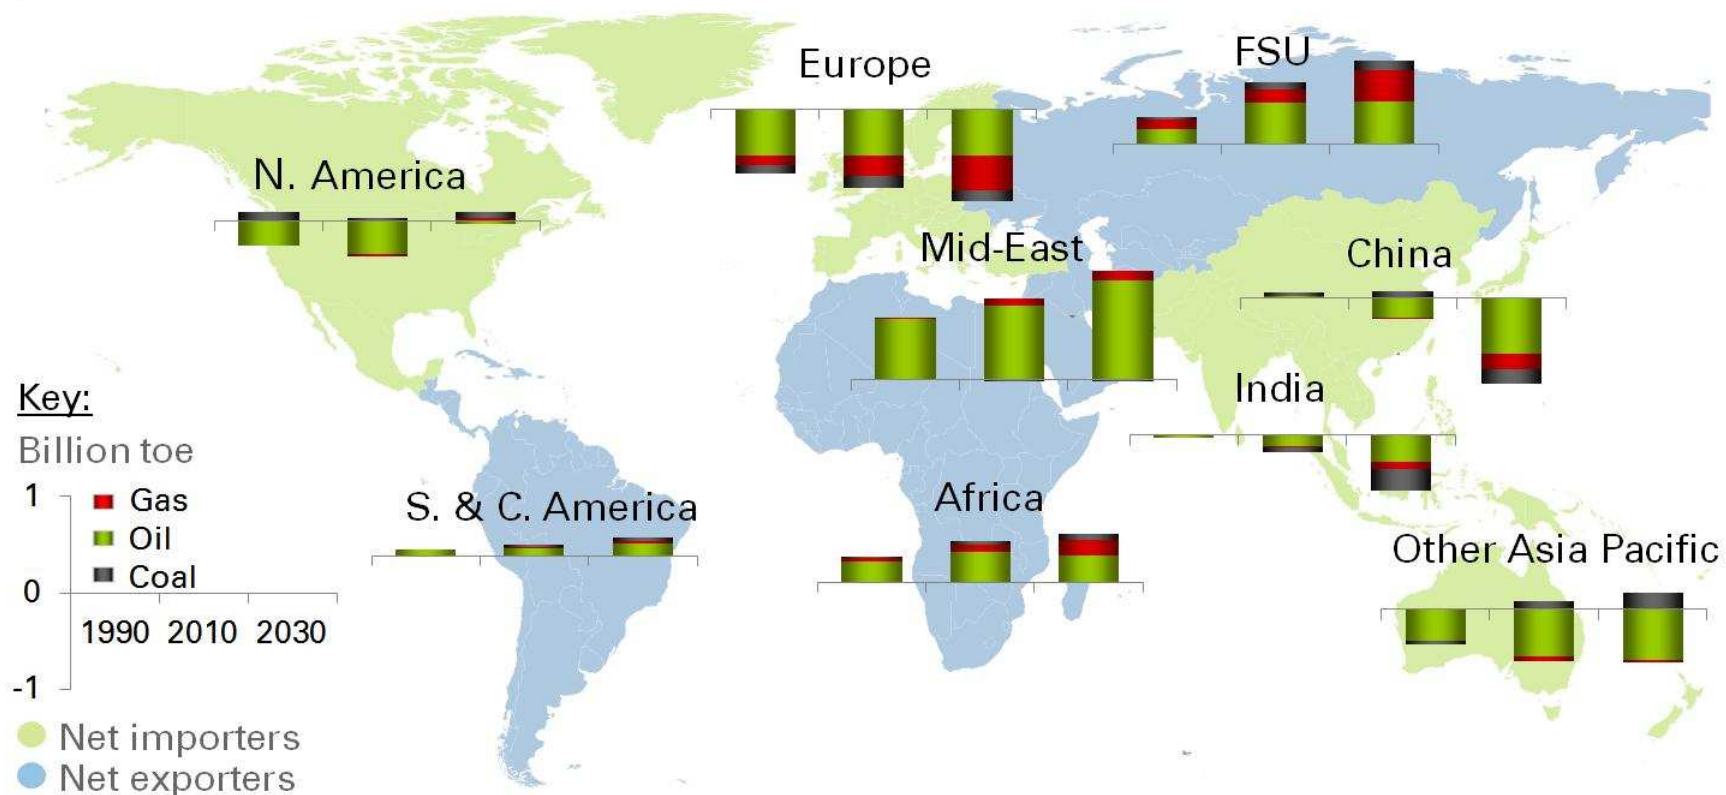 Europe
FSU
N. America
Mid-East
China
India
S. & C. America
Africa
Other Asia Pacific
Key:
Billion toe
1
Gas
Oil
Coal
0
1990 2010 2030
-1
Net importers
Net exporters